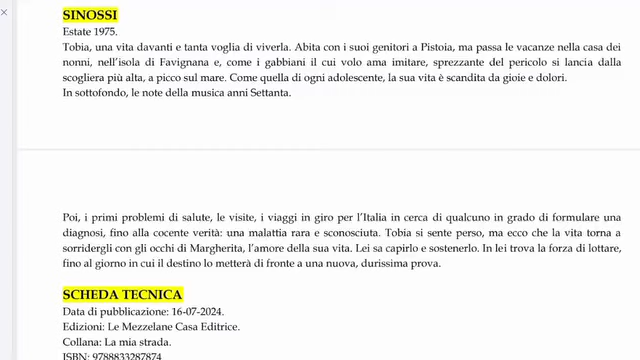 SINOSSI
Estate 1975.
Tobia, una vita davanti e tanta voglia di viverla. Abita con i suoi genitori a Pistoia, ma passa le vacanze nella casa dei
nonni, nell'isola di Favignana e, come i gabbiani il cui volo ama imitare, sprezzante del pericolo si lancia dalla
scogliera più alta, a picco sul mare. Come quella di ogni adolescente, la sua vita è scandita da gioie e dolori.
In sottofondo, le note della musica anni Settanta.
Poi, i primi problemi di salute, le visite, i viaggi in giro per l'Italia in cerca di qualcuno in grado di formulare una
diagnosi, fino alla cocente verità: una malattia rara e sconosciuta. Tobia si sente perso, ma ecco che la vita torna a
sorridergli con gli occhi di Margherita, l'amore della sua vita. Lei sa capirlo e sostenerlo. In lei trova la forza di lottare,
fino al giorno in cui il destino lo metterà di fronte a una nuova, durissima prova.
SCHEDA TECNICA
Data di pubblicazione: 16-07-2024.
Edizioni: Le Mezzelane Casa Editrice.
Collana: La mia strada.
ISBN: 9788833287874